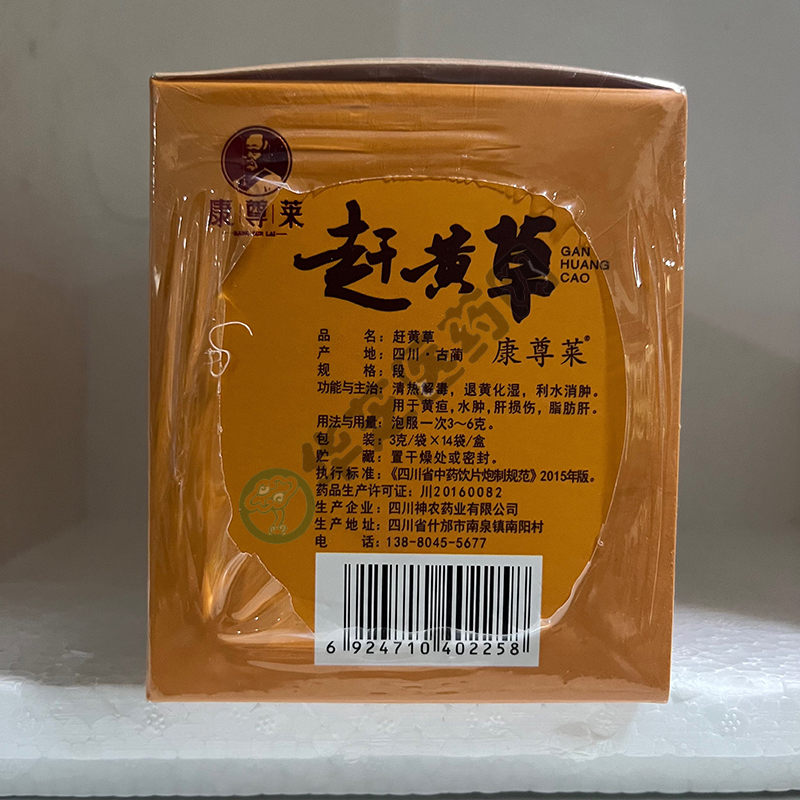 康尊莱
KANG ZUN LAI
赶黄草
GAN
HUANG
CAO
康尊莱®
品 名：赶黄草
产 地：四川·古蔺
规 格：段
功能与主治：清热解毒，退黄化湿，利水消肿。
用于黄疸，水肿，肝损伤，脂肪肝。
用法与用量：泡服一次3～6克。
包 装：3克/袋×14袋/盒
贮 藏：置干燥处或密封。
执行标准：《四川省中药饮片炮制规范》2015年版。
药品生产许可证：川20160082
生产企业：四川神农药业有限公司
生产地址：四川省什邡市南泉镇南阳村
电 话：138-8045-5677
6 924710 402258